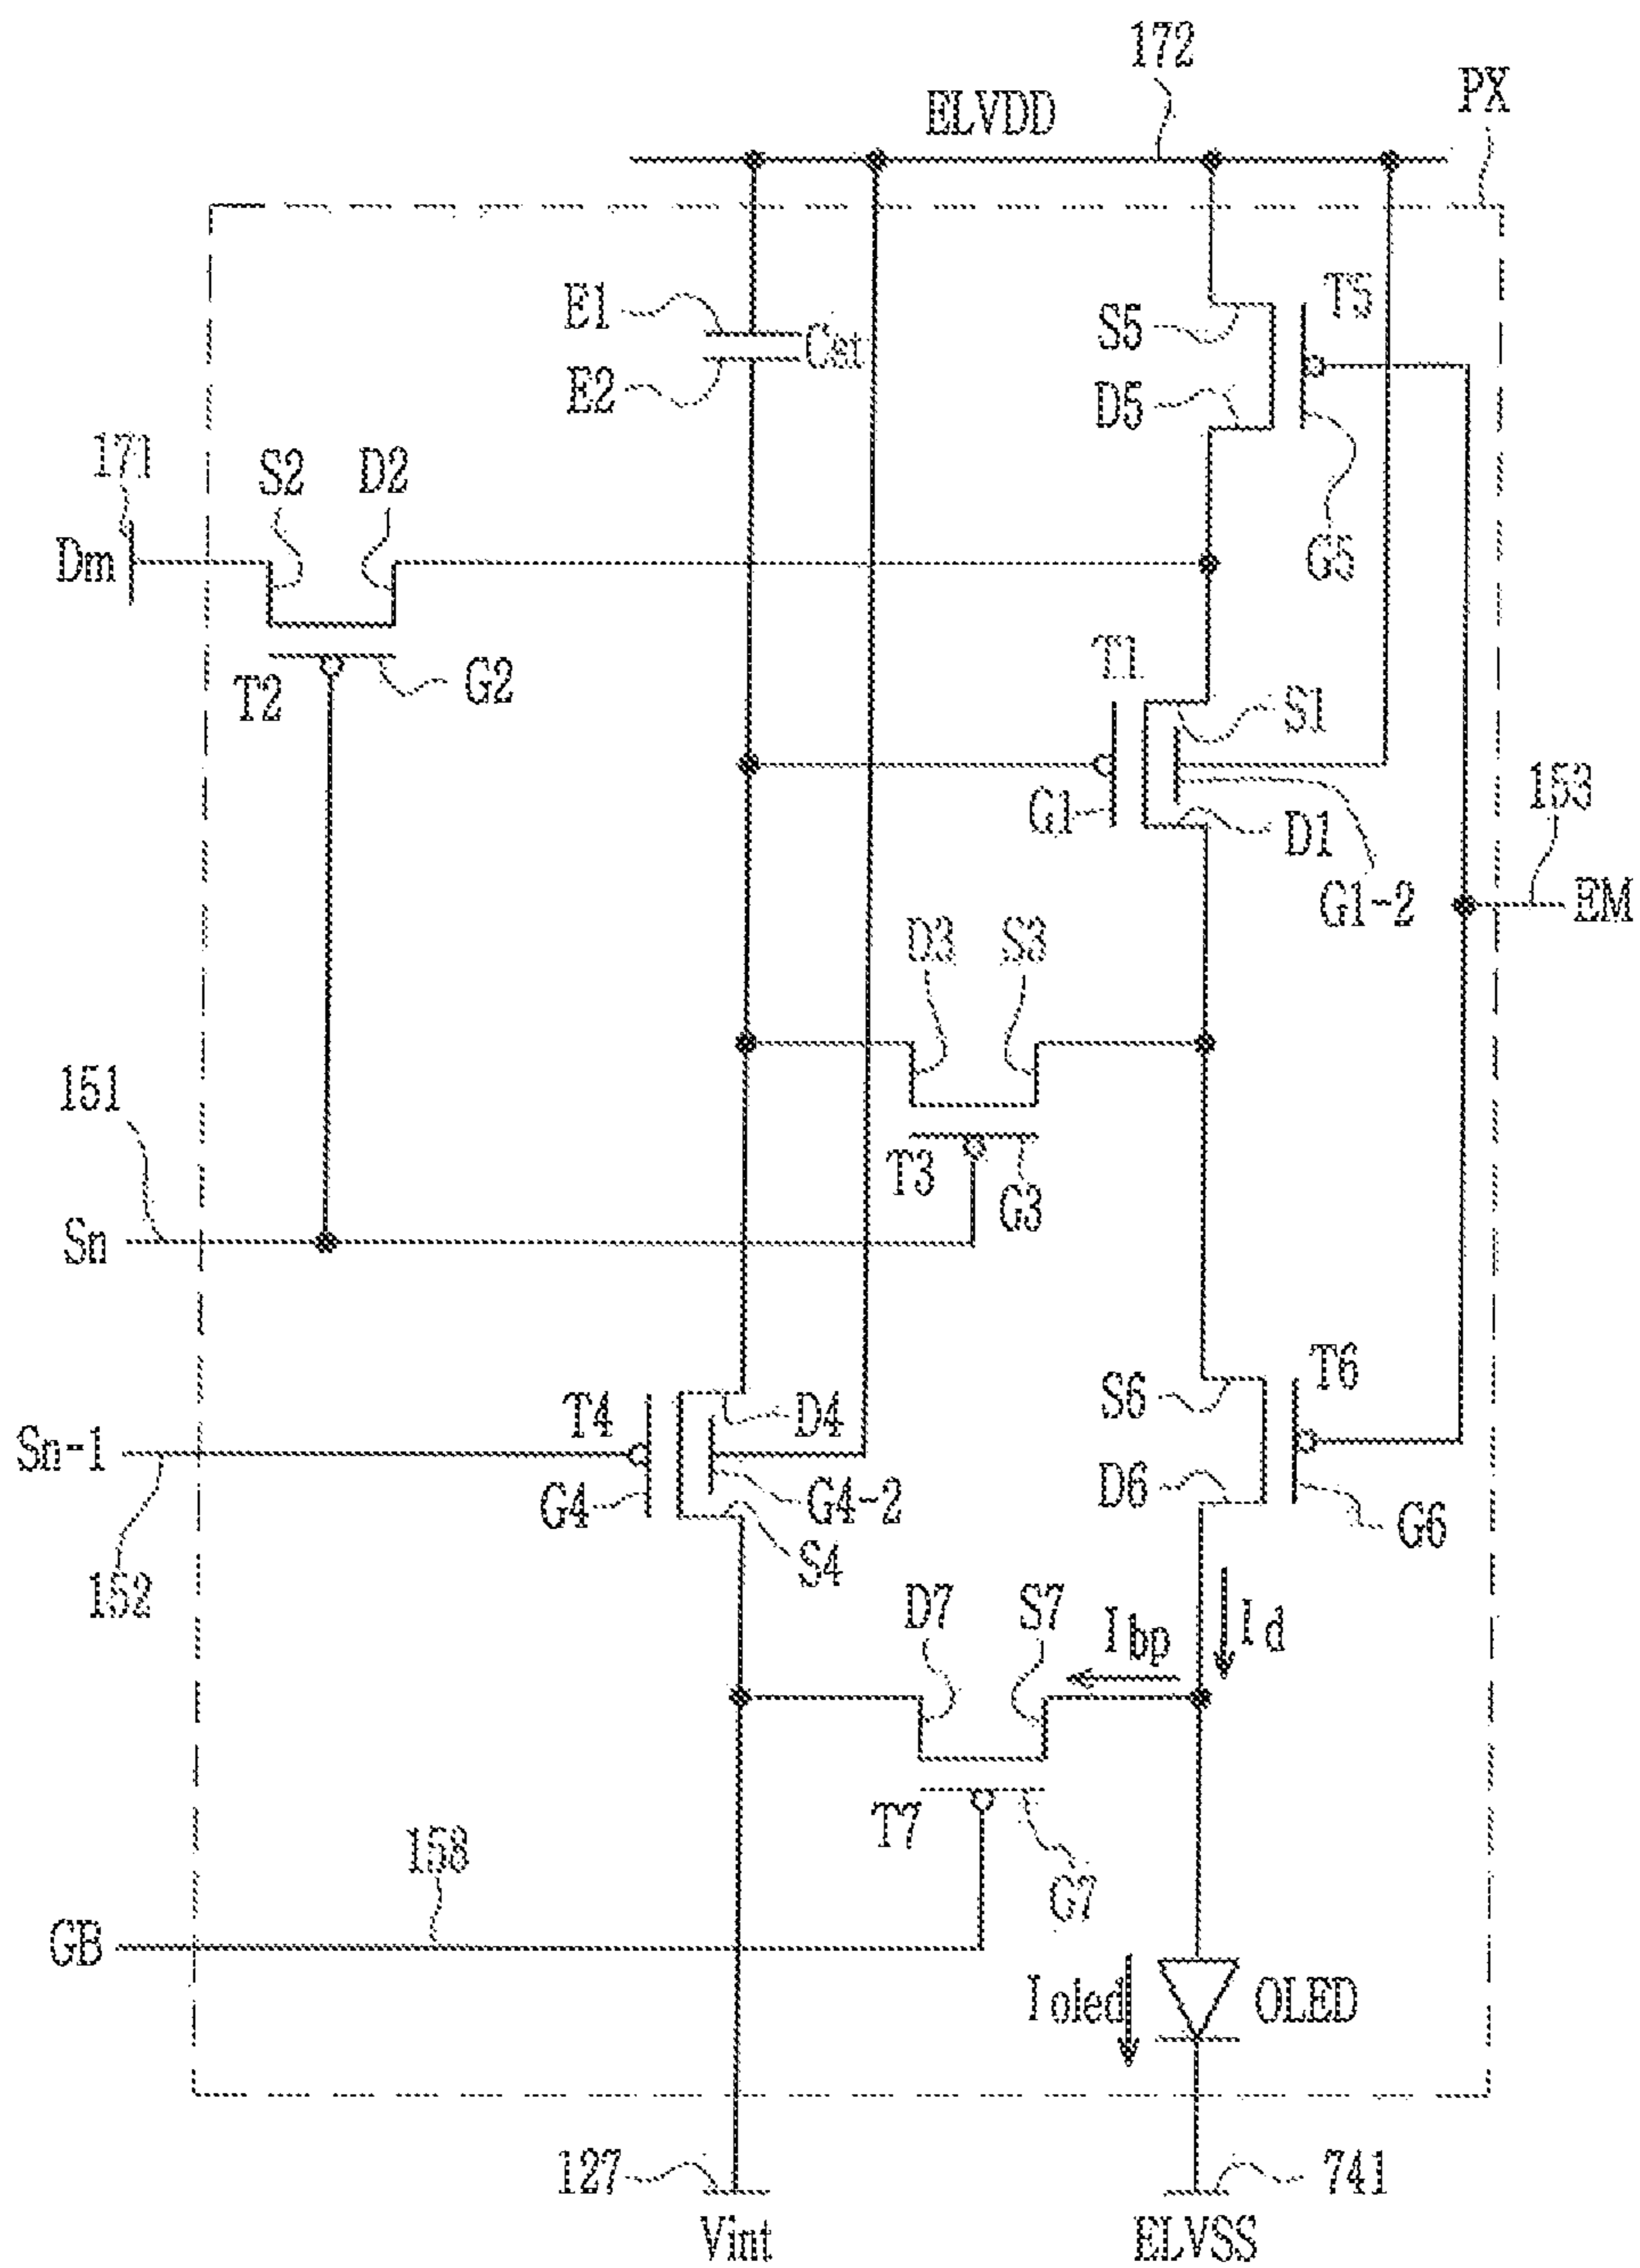 172
ELVDD
PX
E1
Cst
E2
S5
T5
D5
G5
171
S2
D2
Dm
T2
G2
T1
S1
G1
D1
G1-2
153
EM
D3
S3
151
T3
G3
Sn
T4
D4
S6
T6
Sn-1
G4
G4-2
D6
G6
S4
152
D7
S7
Ibp
Id
T7
G7
158
GB
Ioled
OLED
127
741
Vint
ELVSS